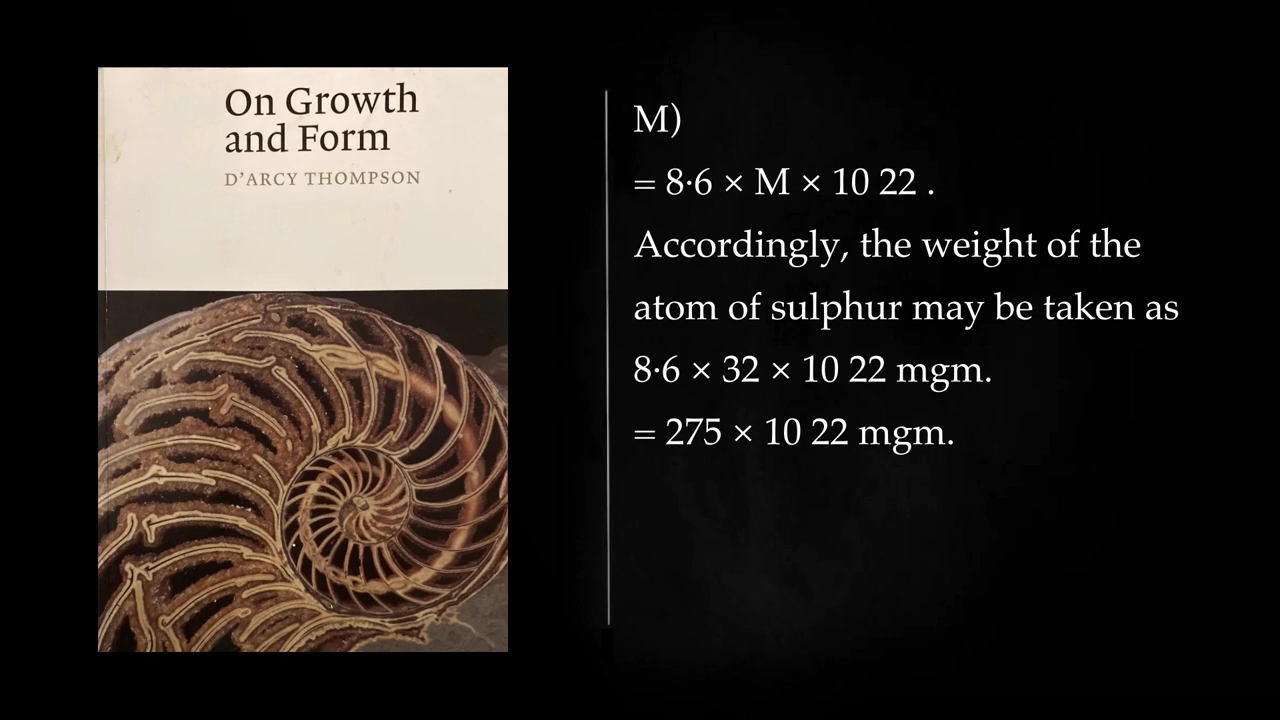 On Growth
and Form
D'ARCY THOMPSON
M)
= 8·6 × M × 10 22 .
Accordingly, the weight of the
atom of sulphur may be taken as
8·6 × 32 × 10 22 mgm.
= 275 × 10 22 mgm.